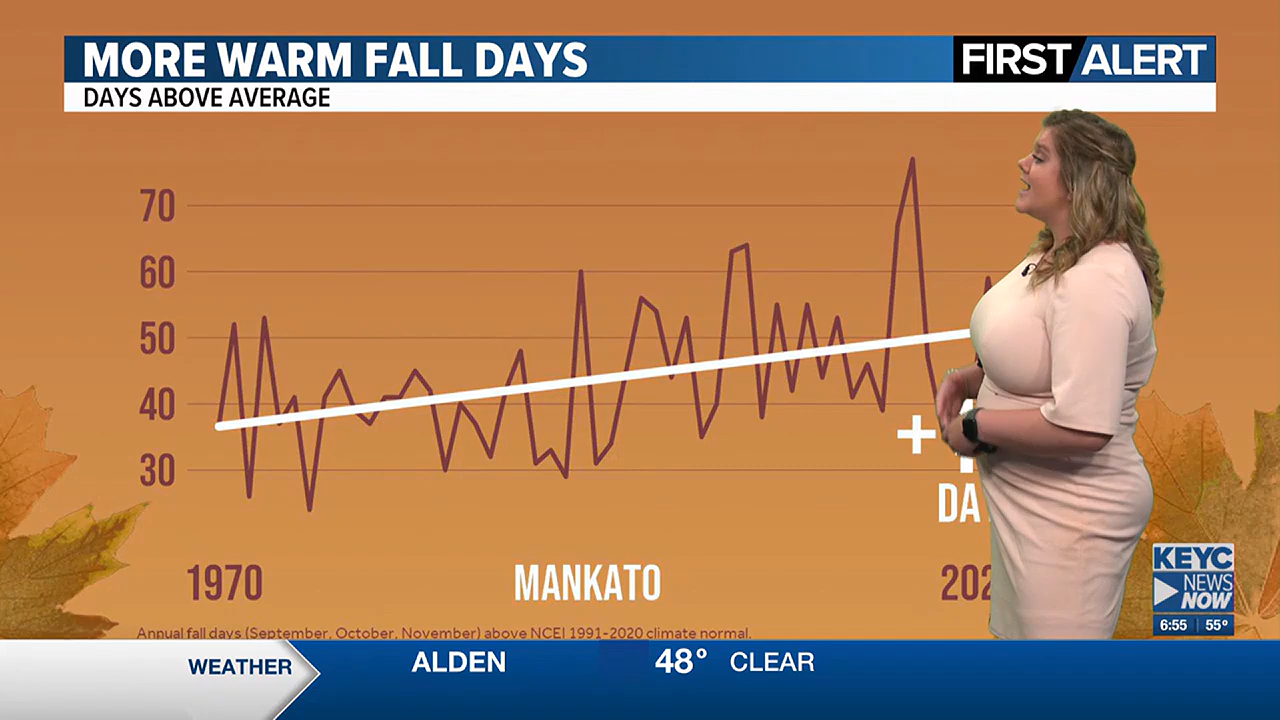 MORE WARM FALL DAYS
FIRST ALERT
DAYS ABOVE AVERAGE
70
60
50
40
30
+
1970
MANKATO
Annual fall days (September, October, November) above NCEI 1991-2020 climate normal.
KEYC
NEWS
NOW
6:55 55°
WEATHER
ALDEN 48° CLEAR